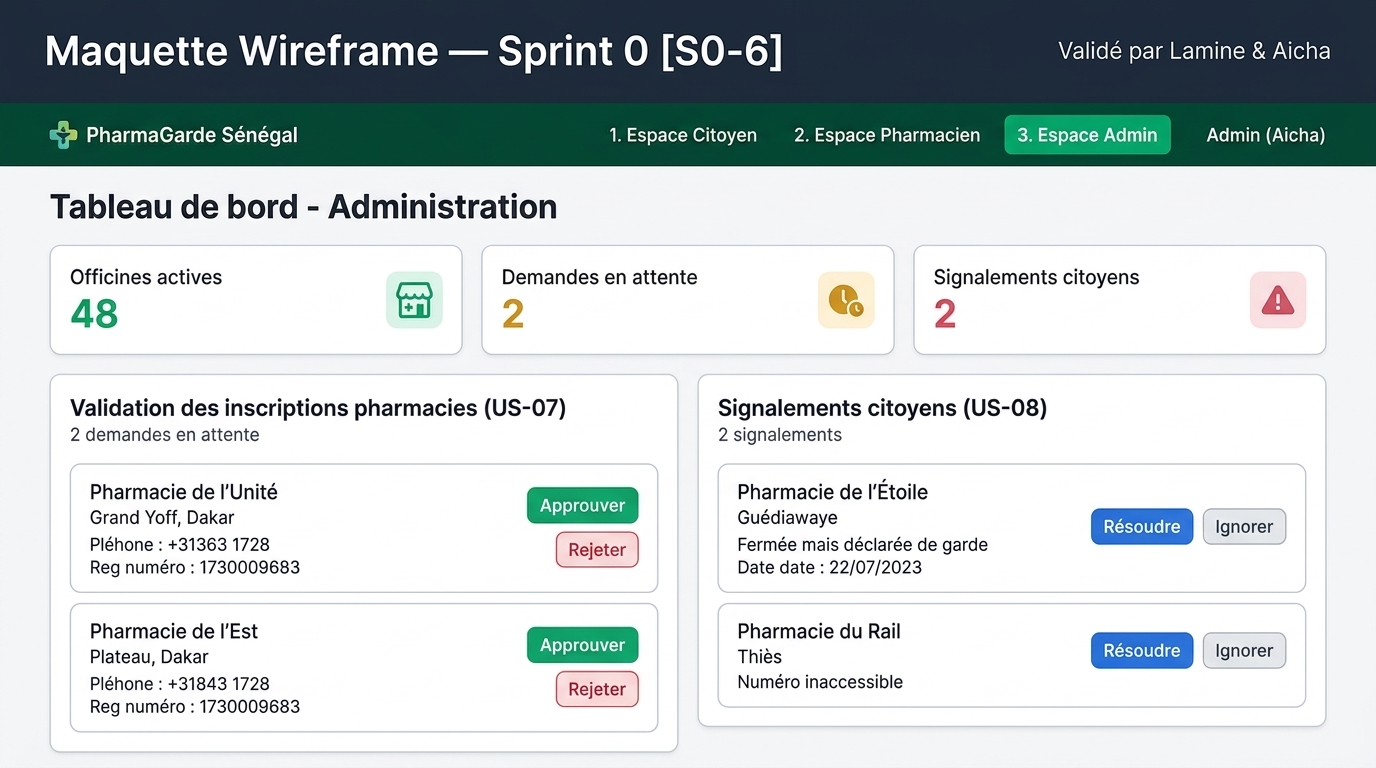 Maquette Wireframe — Sprint 0 [S0-6]
Validé par Lamine & Aicha
PharmaGarde Sénégal
1. Espace Citoyen
2. Espace Pharmacien
3. Espace Admin
Admin (Aicha)
Tableau de bord - Administration
Officines actives
48
Demandes en attente
2
Signalements citoyens
2
Validation des inscriptions pharmacies (US-07)
2 demandes en attente
Pharmacie de l’Unité
Grand Yoff, Dakar
Pléhone : +31363 1728
Reg numéro : 1730009683
Approuver
Rejeter
Pharmacie de l’Est
Plateau, Dakar
Pléhone : +31843 1728
Reg numéro : 1730009683
Approuver
Rejeter
Signalements citoyens (US-08)
2 signalements
Pharmacie de l’Étoile
Guédiawaye
Fermée mais déclarée de garde
Date date : 22/07/2023
Résoudre
Ignorer
Pharmacie du Rail
Thiès
Numéro inaccessible
Résoudre
Ignorer